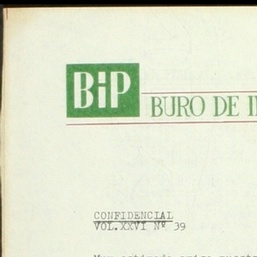 BiP
BURO DE
CONFIDENCIAL
VOL.XXVI Nº 39